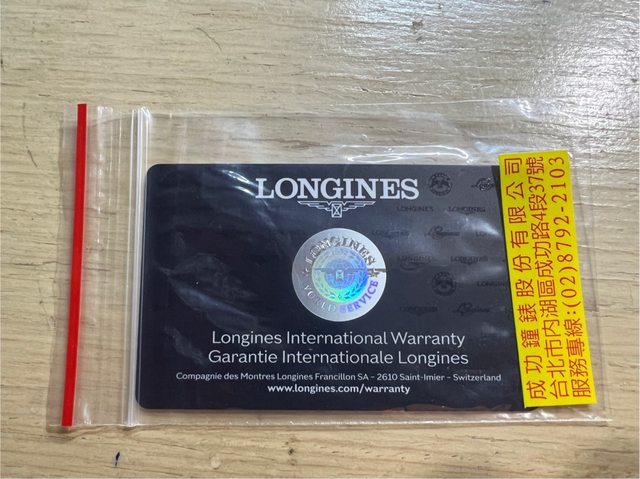 LONGINES
LONGINES
WORLD SERVICE
Longines International Warranty
Garantie Internationale Longines
Compagnie des Montres Longines Francillon SA – 2610 Saint-Imier – Switzerland
www.longines.com/warranty
成功鐘錶股份有限公司
台北市內湖區成功路4段37號
服務專線:(02)8792-2103